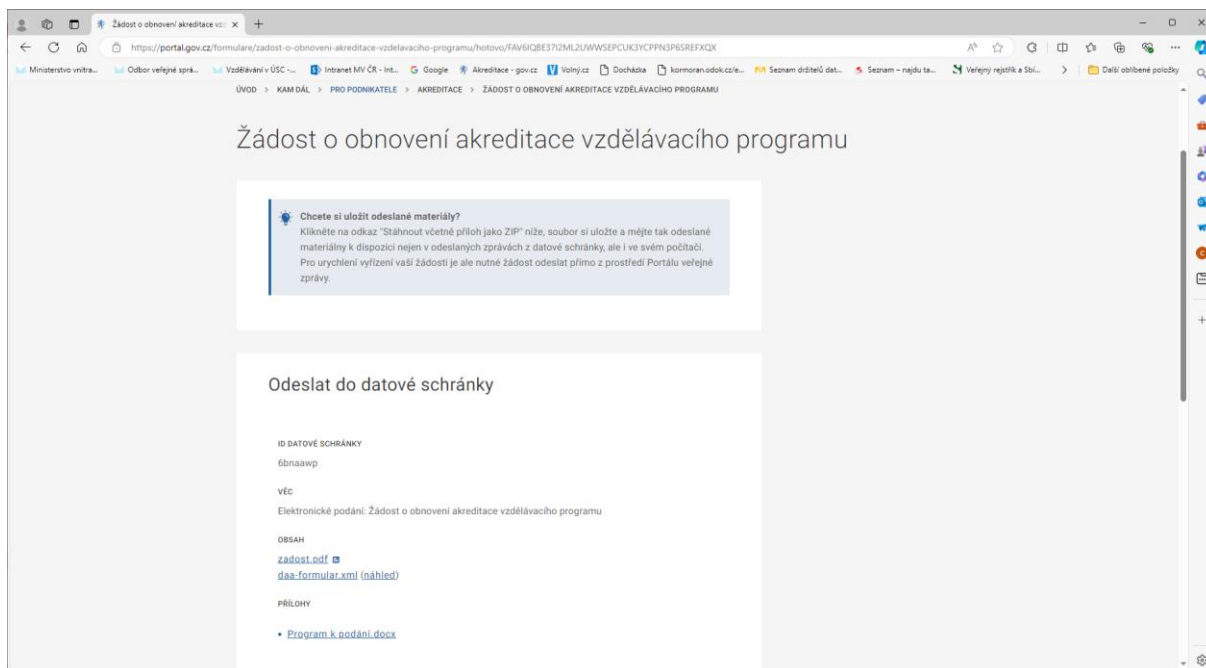 Žádost o obnovení akreditace vz
https://portal.gov.cz/formulare/zadost-o-obnoveni-akreditace-vzdelavaciho-programu/hotovo/FAV6IQBE37I2ML2UWWSEPCUK3YCPPN3P6SREFXQX
Ministerstvo vnitra... Odbor veřejné sprá... Vzdělávání v ÚSC -... Intranet MV ČR - Int... Google Akreditace - gov.cz Volný.cz Docházka kormoran.odok.cz/e... Seznam držitelů dat... Seznam – najdu ta... Veřejný rejstřík a Sbí... Další oblíbené položky
ÚVOD > KAM DÁL > PRO PODNIKATELE > AKREDITACE > ŽÁDOST O OBNOVENÍ AKREDITACE VZDĚLÁVACÍHO PROGRAMU
Žádost o obnovení akreditace vzdělávacího programu
Chcete si uložit odeslané materiály?
Klikněte na odkaz "Stáhnout včetně příloh jako ZIP" níže, soubor si uložte a mějte tak odeslané
materiálny k dispozici nejen v odeslaných zprávách z datové schránky, ale i ve svém počítači.
Pro urychlení vyřízení vaší žádosti je ale nutné žádost odeslat přímo z prostředí Portálu veřejné
zprávy.
Odeslat do datové schránky
ID DATOVÉ SCHRÁNKY
6bnaawp
VĚC
Elektronické podání: Žádost o obnovení akreditace vzdělávacího programu
OBSAH
zadost.pdf
daa-formular.xml (náhled)
PŘÍLOHY
• Program k podání.docx